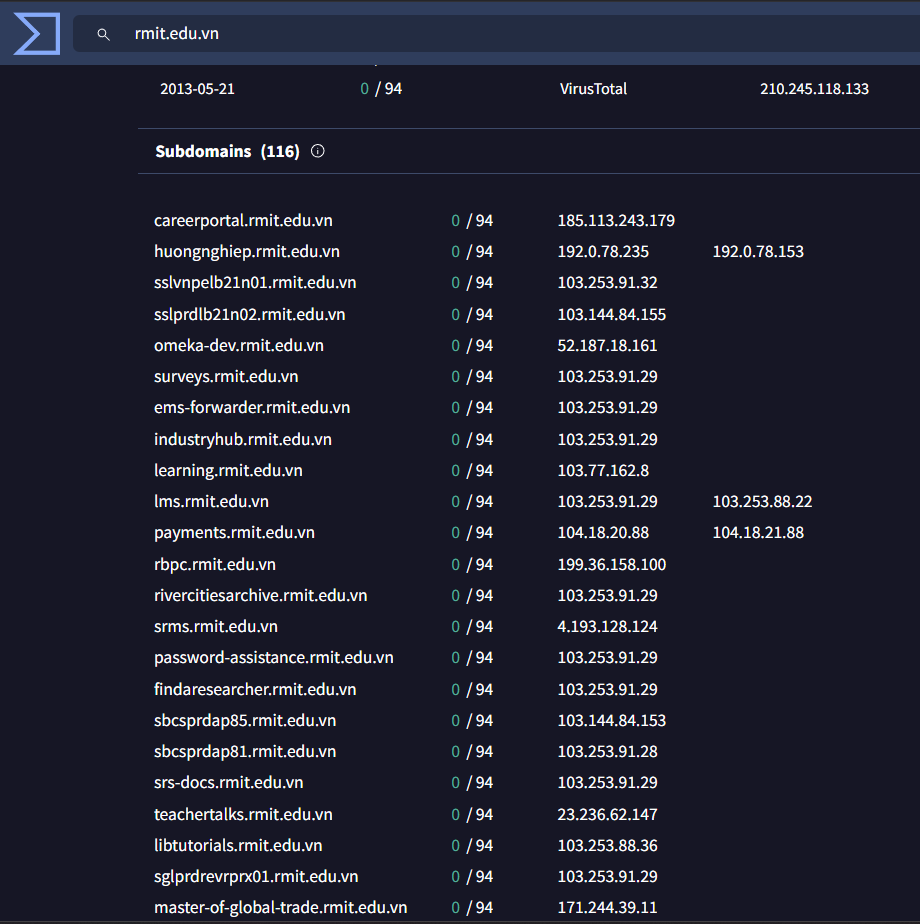 rmit.edu.vn
2013-05-21 0 / 94 VirusTotal 210.245.118.133
Subdomains (116)
careerportal.rmit.edu.vn 0 / 94 185.113.243.179
huongnghiep.rmit.edu.vn 0 / 94 192.0.78.235 192.0.78.153
sslvnpelb21n01.rmit.edu.vn 0 / 94 103.253.91.32
sslprdlb21n02.rmit.edu.vn 0 / 94 103.144.84.155
omeka-dev.rmit.edu.vn 0 / 94 52.187.18.161
surveys.rmit.edu.vn 0 / 94 103.253.91.29
ems-forwarder.rmit.edu.vn 0 / 94 103.253.91.29
industryhub.rmit.edu.vn 0 / 94 103.253.91.29
learning.rmit.edu.vn 0 / 94 103.77.162.8
lms.rmit.edu.vn 0 / 94 103.253.91.29 103.253.88.22
payments.rmit.edu.vn 0 / 94 104.18.20.88 104.18.21.88
rbpc.rmit.edu.vn 0 / 94 199.36.158.100
rivercitiesarchive.rmit.edu.vn 0 / 94 103.253.91.29
srms.rmit.edu.vn 0 / 94 4.193.128.124
password-assistance.rmit.edu.vn 0 / 94 103.253.91.29
findaresearcher.rmit.edu.vn 0 / 94 103.253.91.29
sbcsprdap85.rmit.edu.vn 0 / 94 103.144.84.153
sbcsprdap81.rmit.edu.vn 0 / 94 103.253.91.28
srs-docs.rmit.edu.vn 0 / 94 103.253.91.29
teachertalks.rmit.edu.vn 0 / 94 23.236.62.147
libtutorials.rmit.edu.vn 0 / 94 103.253.88.36
sglprdrevrprx01.rmit.edu.vn 0 / 94 103.253.91.29
master-of-global-trade.rmit.edu.vn 0 / 94 171.244.39.11